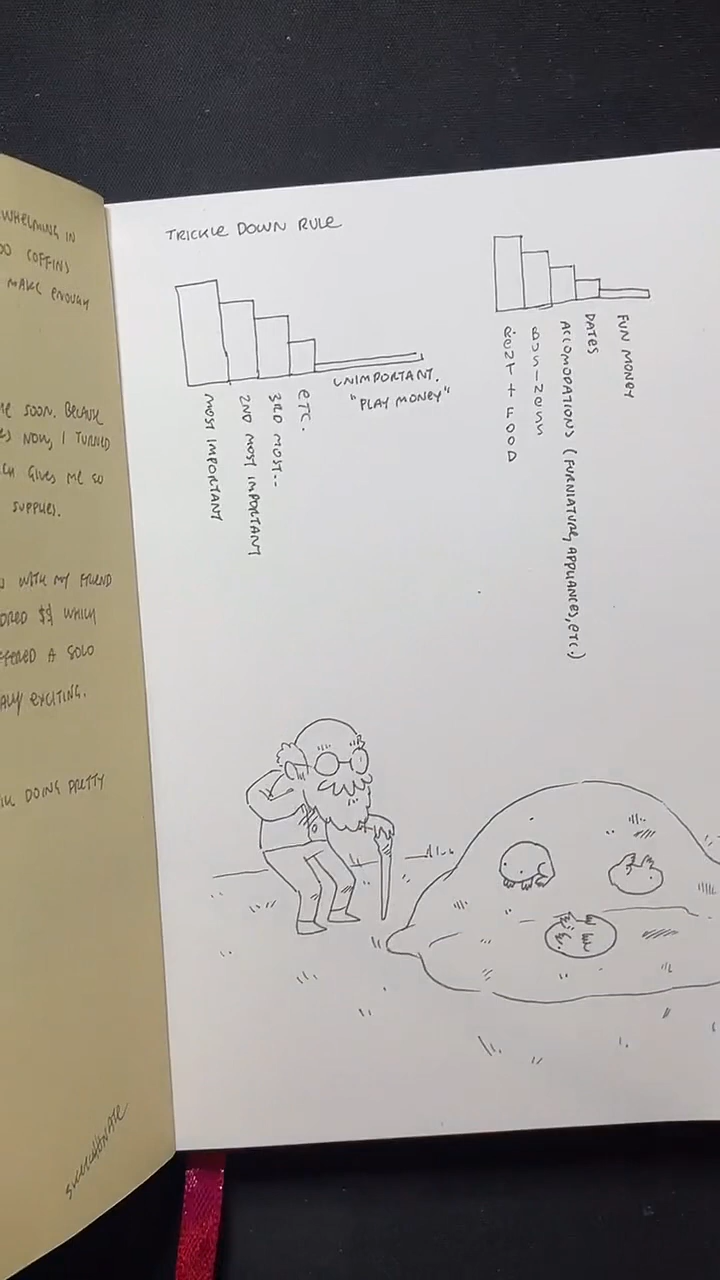 WHELMING IN
COFFINS
MAKE ENOUGH
ME SOON. BECAUSE
NOW, I TURNED
GIVES ME SO
SUPPLIES.
WITH MY FRIEND
$$ WHICH
A SOLO
EXCITING.
DOING PRETTY
TRICKLE DOWN RULE
UNIMPORTANT.
"PLAY MONEY"
MOST IMPORTANT
2ND MOST IMPORTANT
3RD MOST--
ETC.
RENT + FOOD
BUSINESS
ACCOMODATIONS (FURNIATURE, APPLIANCES, ETC.)
DATES
FUN MONEY